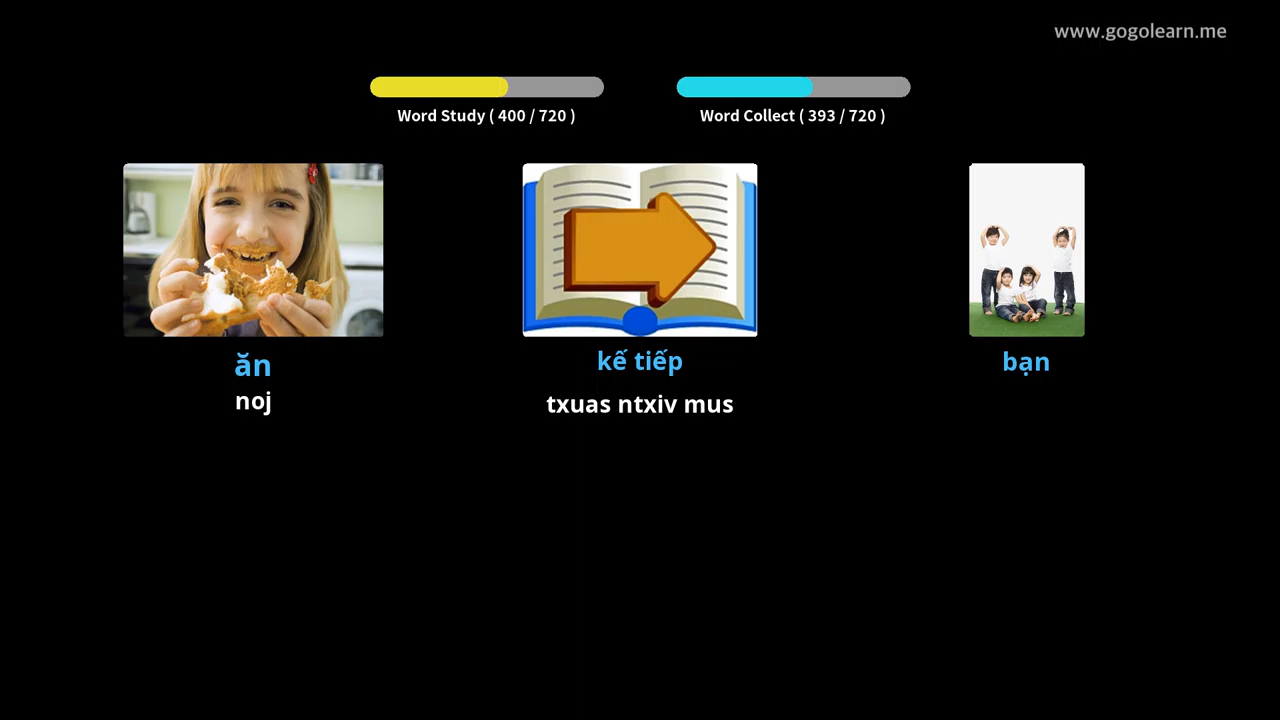 www.gogolearn.me
Word Study ( 400 / 720 )
Word Collect ( 393 / 720 )
ăn
noj
kế tiếp
txuas ntxiv mus
bạn